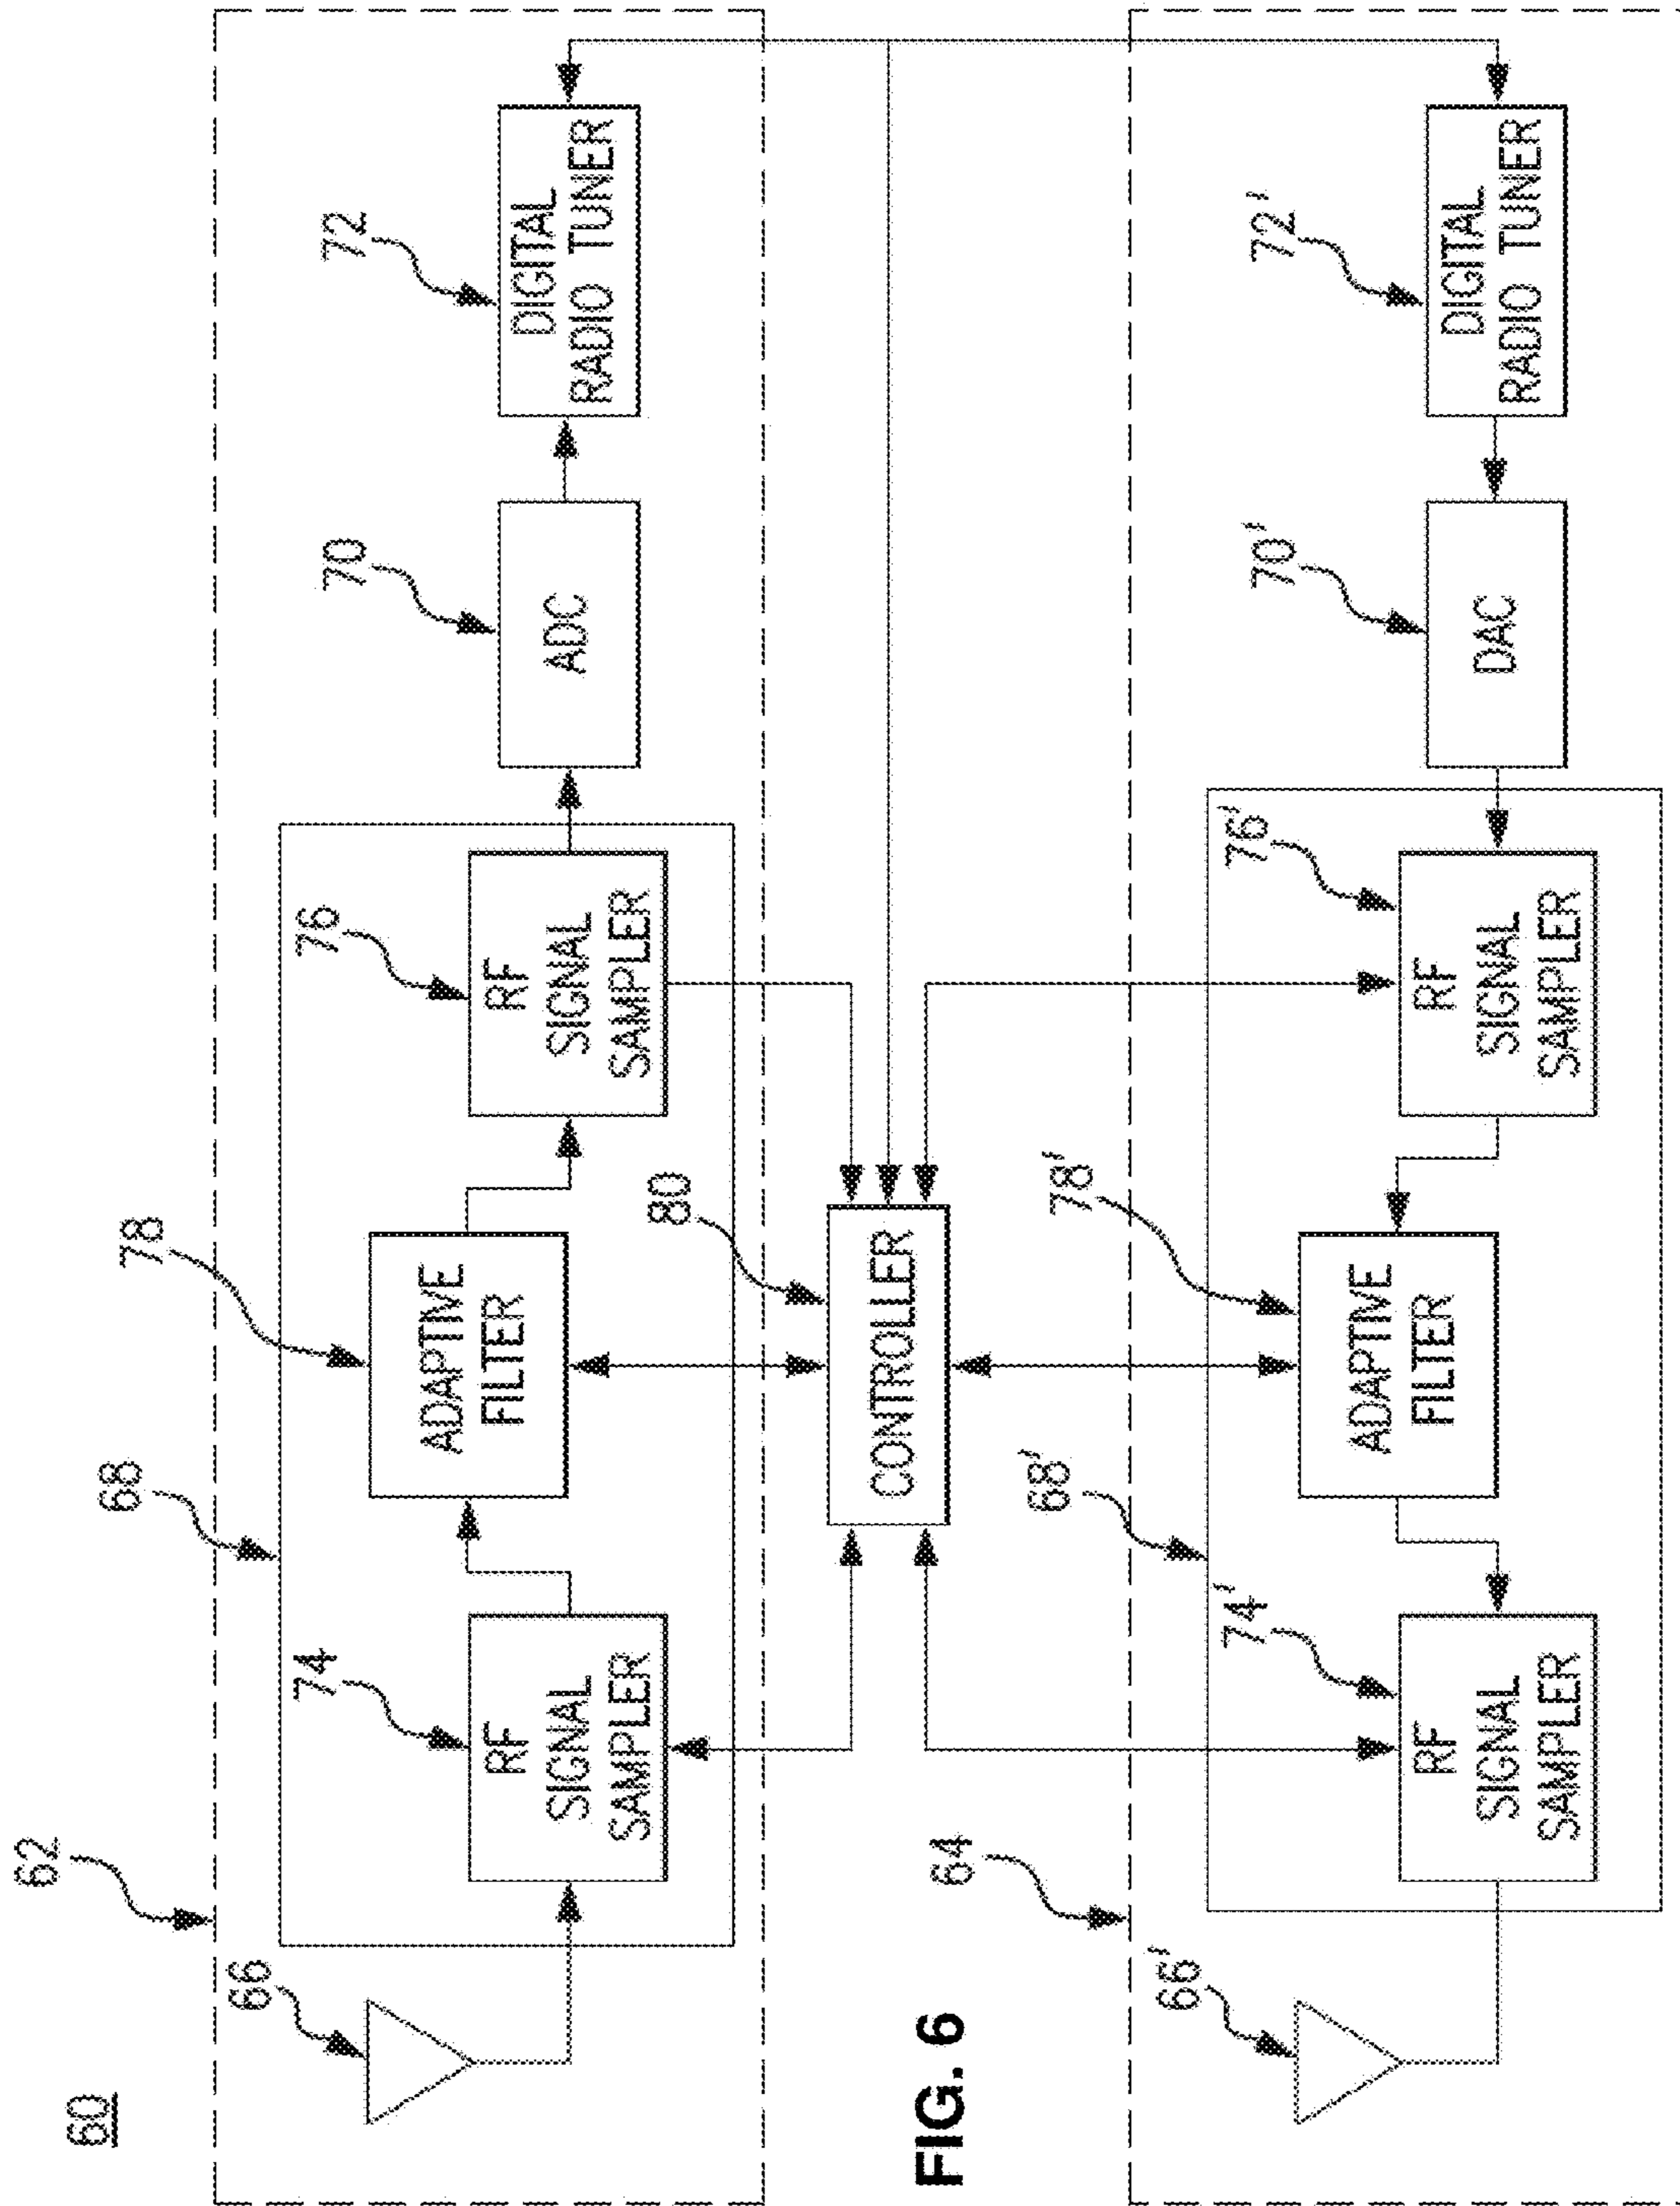 60
62
66
68
74
RF
SIGNAL
SAMPLER
78
ADAPTIVE
FILTER
76
RF
SIGNAL
SAMPLER
70
ADC
72
DIGITAL
RADIO TUNER
80
CONTROLLER
FIG. 6
64
66'
68'
74'
RF
SIGNAL
SAMPLER
78'
ADAPTIVE
FILTER
76'
RF
SIGNAL
SAMPLER
70'
DAC
72'
DIGITAL
RADIO TUNER